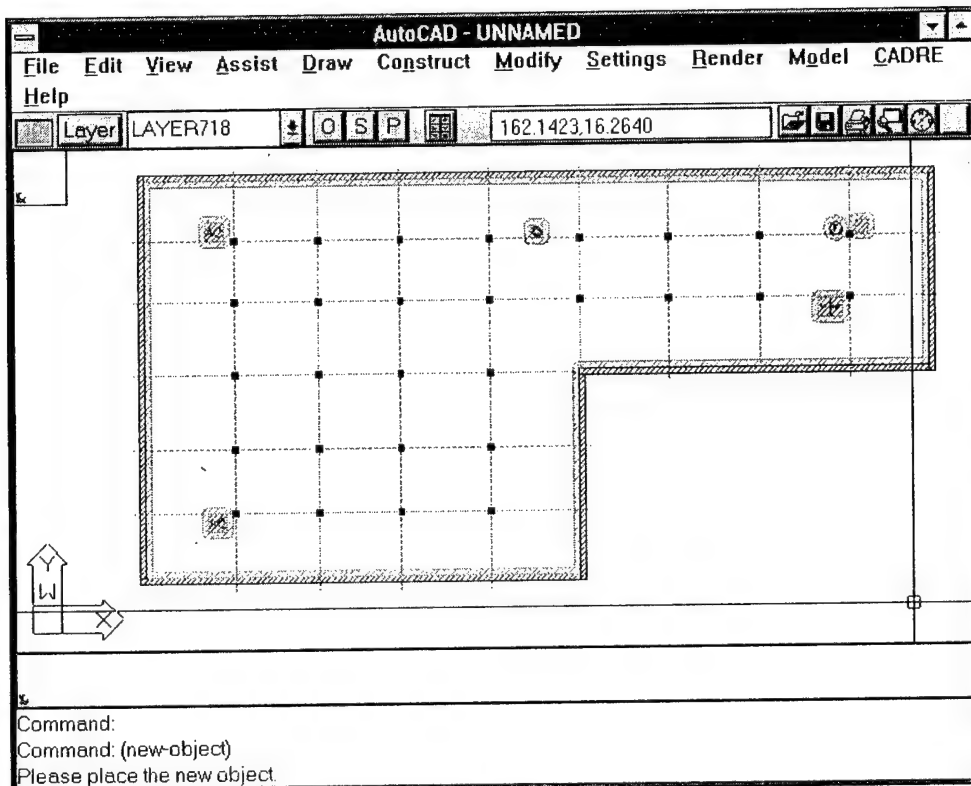 AutoCAD - UNNAMED
File Edit View Assist Draw Construct Modify Settings Render Model CADRE
Help
Layer LAYER718 O S P 162.1423,16.2640
Y
W
X
Command:
Command: (new-object)
Please place the new object.